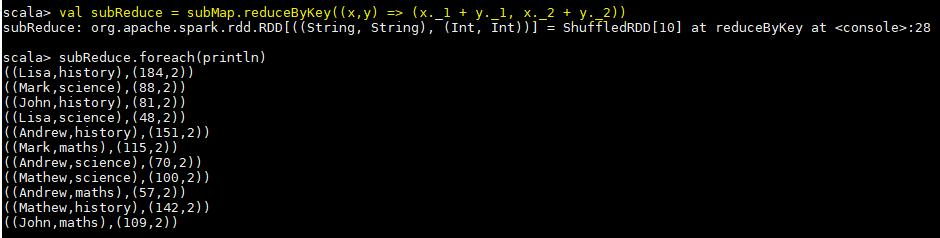 scala> val subReduce = subMap.reduceByKey((x,y) => (x._1 + y._1, x._2 + y._2))
subReduce: org.apache.spark.rdd.RDD[((String, String), (Int, Int))] = ShuffledRDD[10] at reduceByKey at <console>:28
scala> subReduce.foreach(println)
((Lisa,history),(184,2))
((Mark,science),(88,2))
((John,history),(81,2))
((Lisa,science),(48,2))
((Andrew,history),(151,2))
((Mark,maths),(115,2))
((Andrew,science),(70,2))
((Mathew,science),(100,2))
((Andrew,maths),(57,2))
((Mathew,history),(142,2))
((John,maths),(109,2))